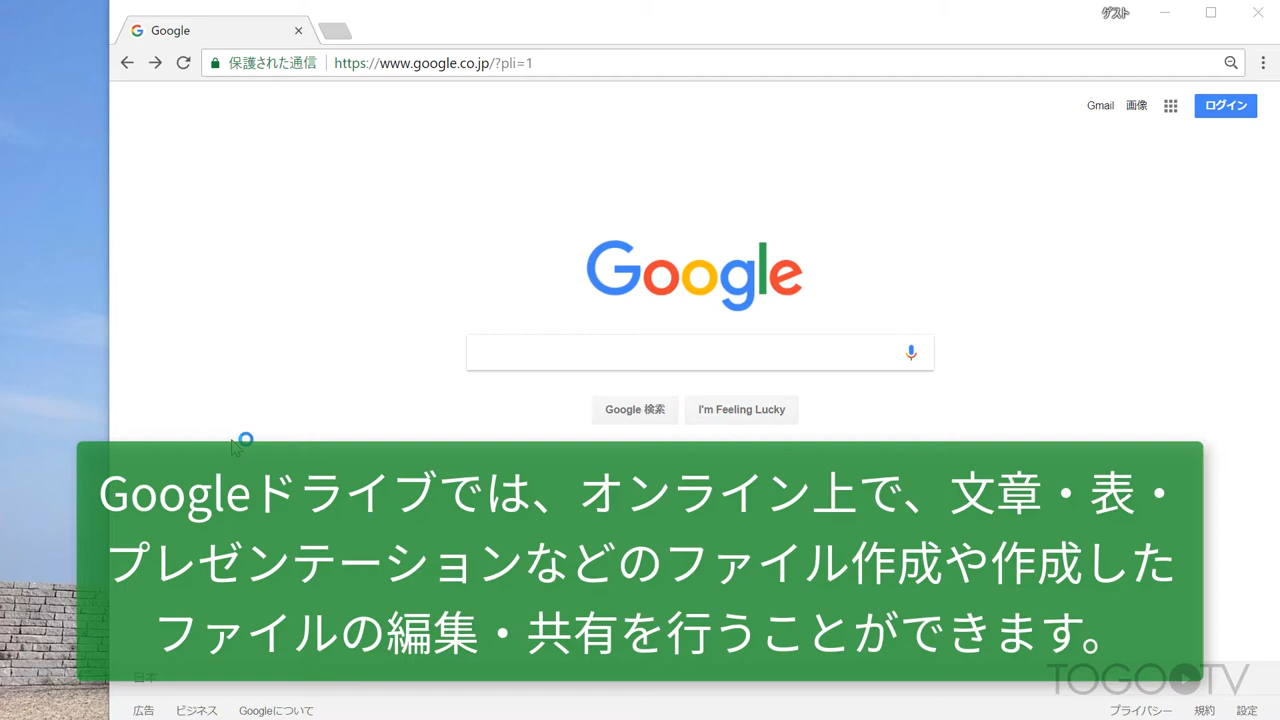 ゲスト
Google
保護された通信 https://www.google.co.jp/?pli=1
Gmail 画像 ログイン
Google
Google 検索 I'm Feeling Lucky
Googleドライブでは、オンライン上で、文章・表・
プレゼンテーションなどのファイル作成や作成した
ファイルの編集・共有を行うことができます。
日本
TOGOTV
広告 ビジネス Googleについて プライバシー 規約 設定